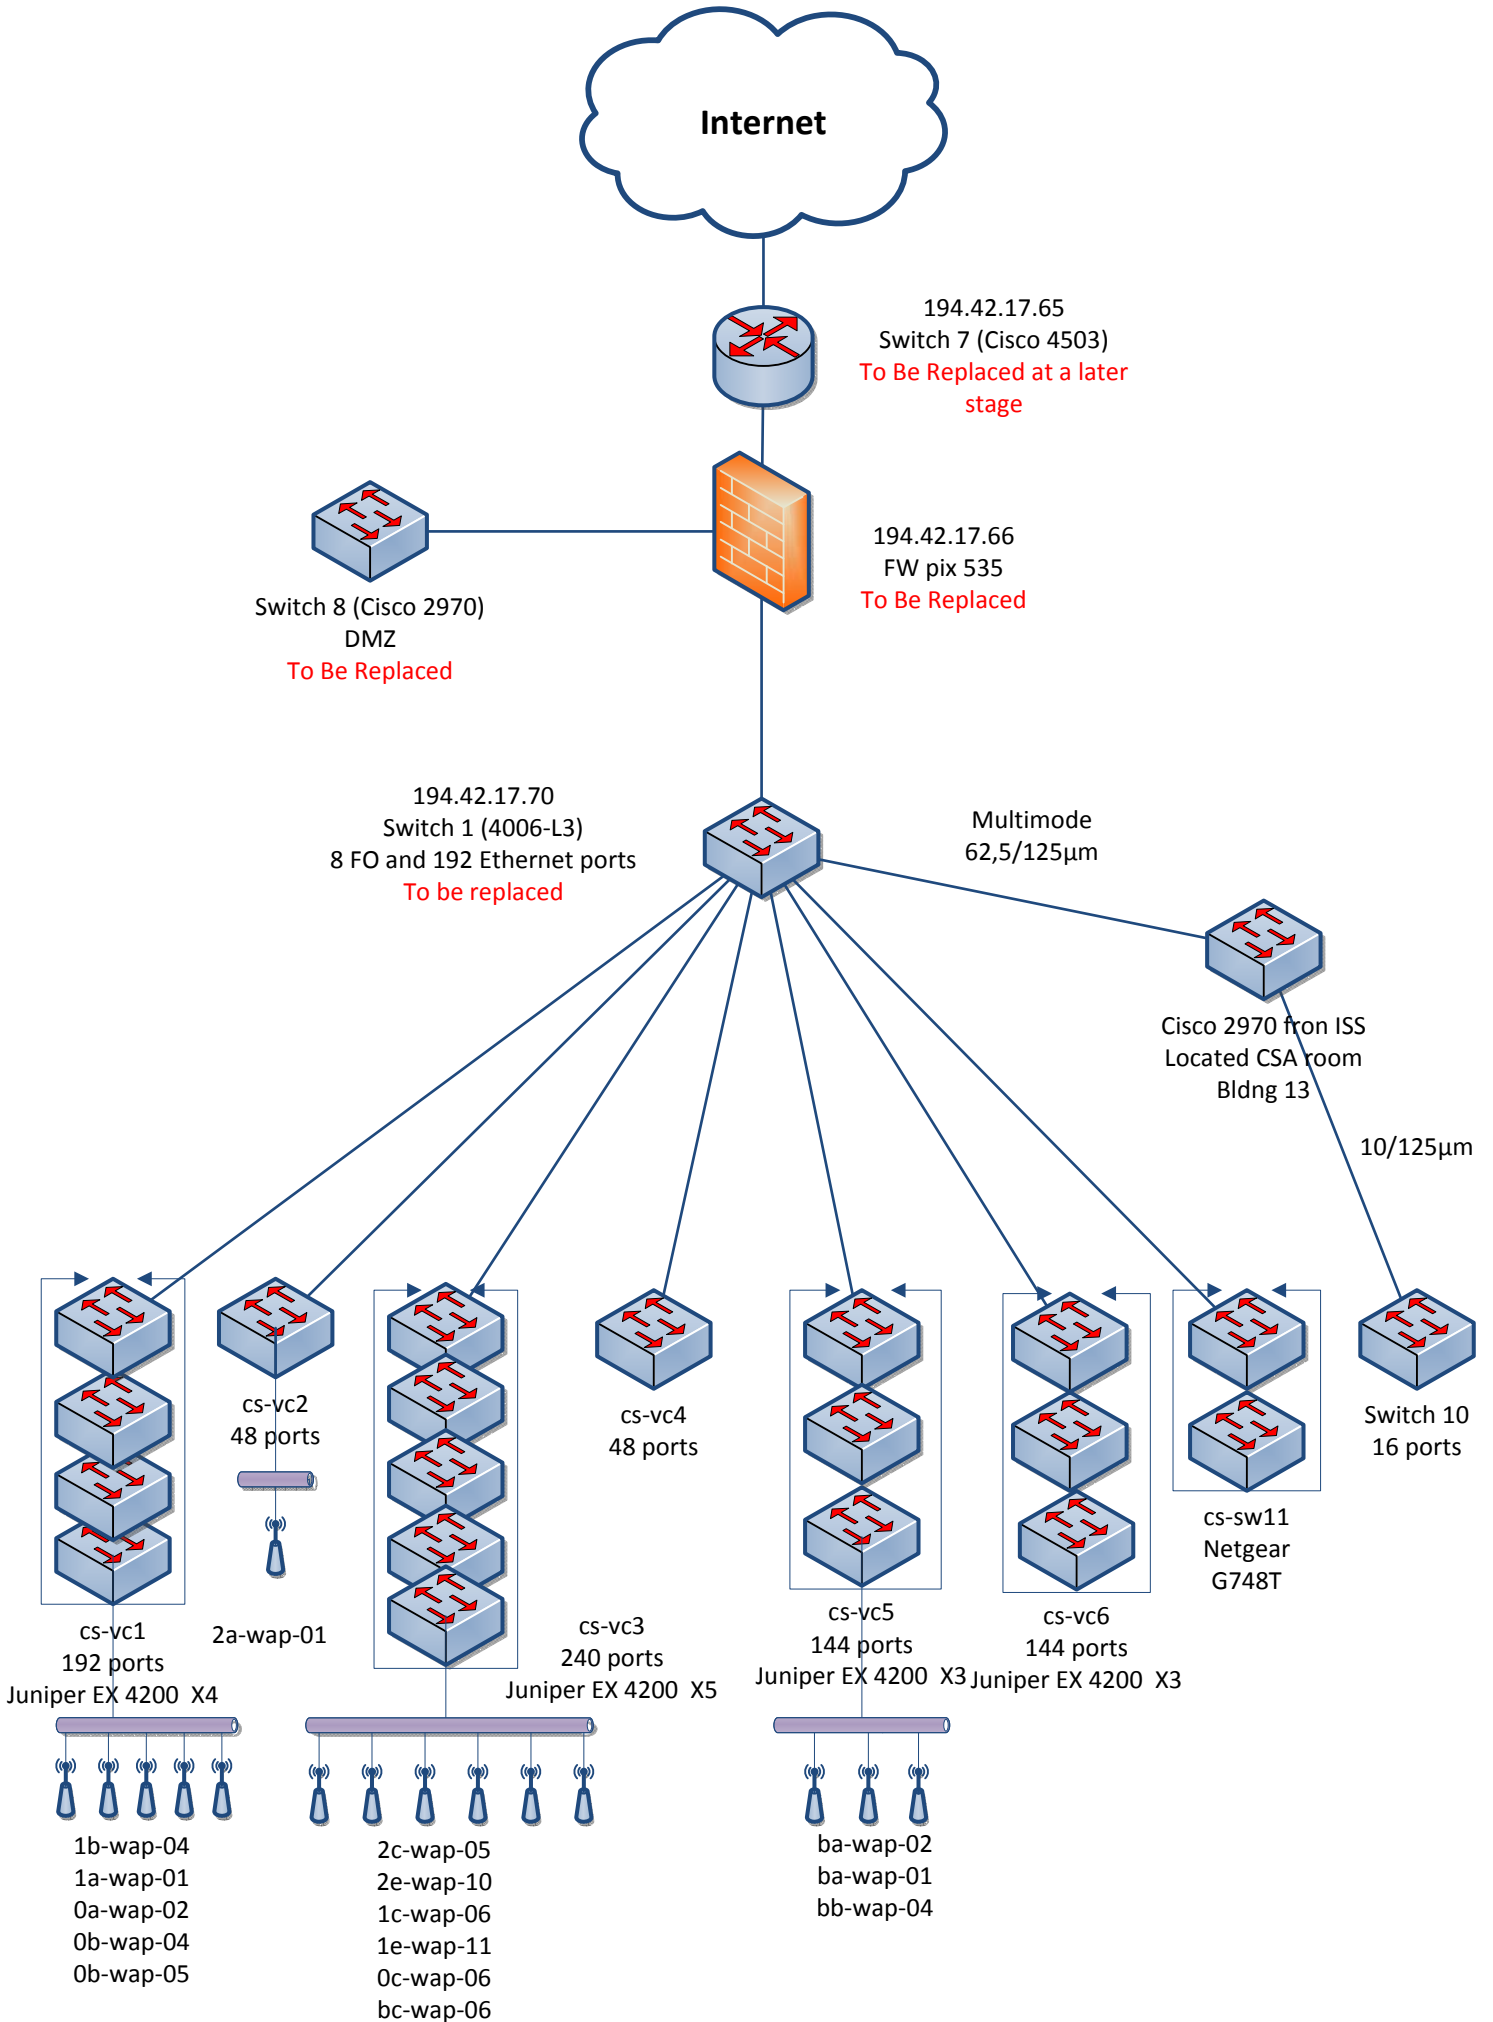 Internet
194.42.17.65
Switch 7 (Cisco 4503)
To Be Replaced at a later
stage
194.42.17.66
FW pix 535
To Be Replaced
Switch 8 (Cisco 2970)
DMZ
To Be Replaced
194.42.17.70
Switch 1 (4006-L3)
8 FO and 192 Ethernet ports
To be replaced
Multimode
62,5/125µm
Cisco 2970 fron ISS
Located CSA room
Bldng 13
10/125µm
cs-vc1
192 ports
Juniper EX 4200  X4
cs-vc2
48 ports
2a-wap-01
cs-vc3
240 ports
Juniper EX 4200  X5
cs-vc4
48 ports
cs-vc5
144 ports
Juniper EX 4200  X3
cs-vc6
144 ports
Juniper EX 4200  X3
cs-sw11
Netgear
G748T
Switch 10
16 ports
1b-wap-04
1a-wap-01
0a-wap-02
0b-wap-04
0b-wap-05
2c-wap-05
2e-wap-10
1c-wap-06
1e-wap-11
0c-wap-06
bc-wap-06
ba-wap-02
ba-wap-01
bb-wap-04